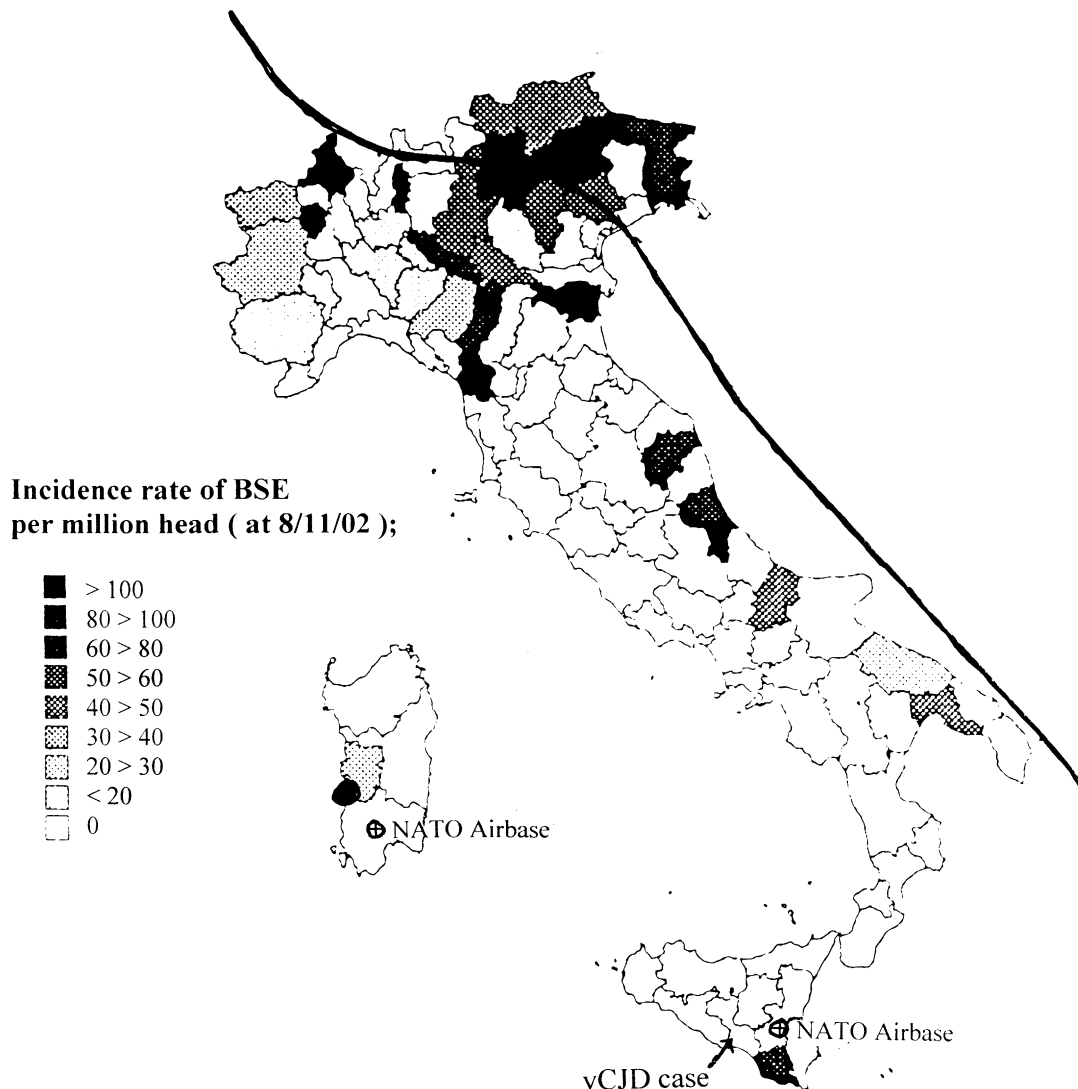 Incidence rate of BSE
per million head ( at 8/11/02 );
> 100
80 > 100
60 > 80
50 > 60
40 > 50
30 > 40
20 > 30
< 20
0
NATO Airbase
NATO Airbase
vCJD case